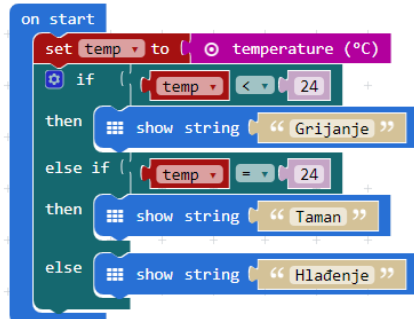 on start
set temp to temperature (°C)
if temp < 24
then show string “ Grijanje ”
else if temp = 24
then show string “ Taman ”
else show string “ Hlađenje ”